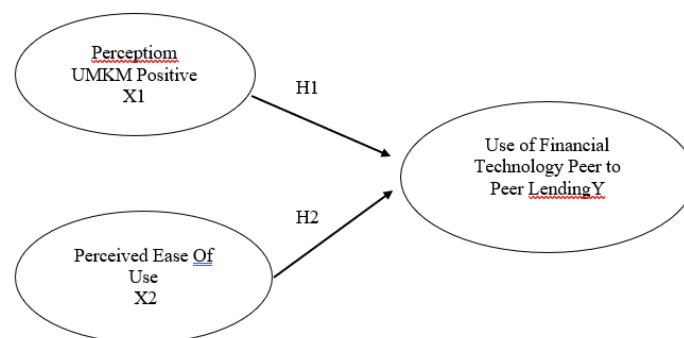 Perceptiom
UMKM Positive
X1
H1
Use of Financial
Technology Peer to
Peer LendingY
H2
Perceived Ease Of
Use
X2